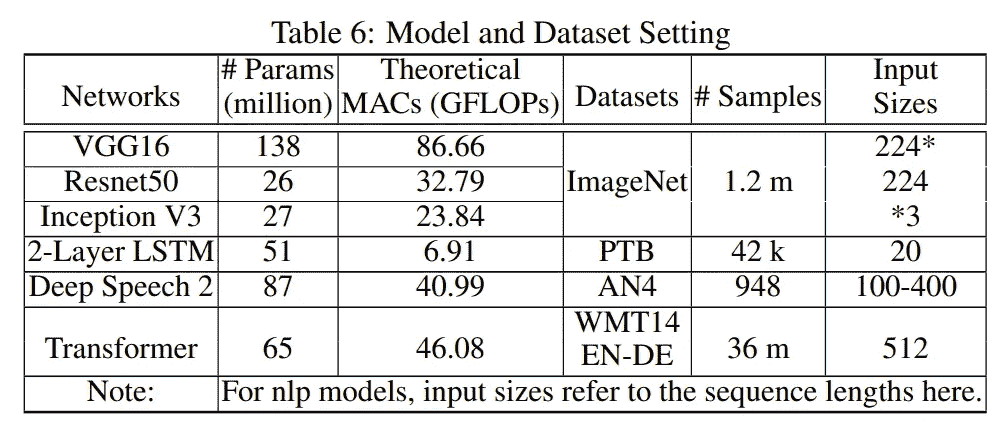 Table 6: Model and Dataset Setting
Networks # Params (million) Theoretical MACs (GFLOPs) Datasets # Samples Input Sizes
VGG16 138 86.66 ImageNet 1.2 m 224*
Resnet50 26 32.79 224
Inception V3 27 23.84 *3
2-Layer LSTM 51 6.91 PTB 42 k 20
Deep Speech 2 87 40.99 AN4 948 100-400
Transformer 65 46.08 WMT14 EN-DE 36 m 512
Note: For nlp models, input sizes refer to the sequence lengths here.